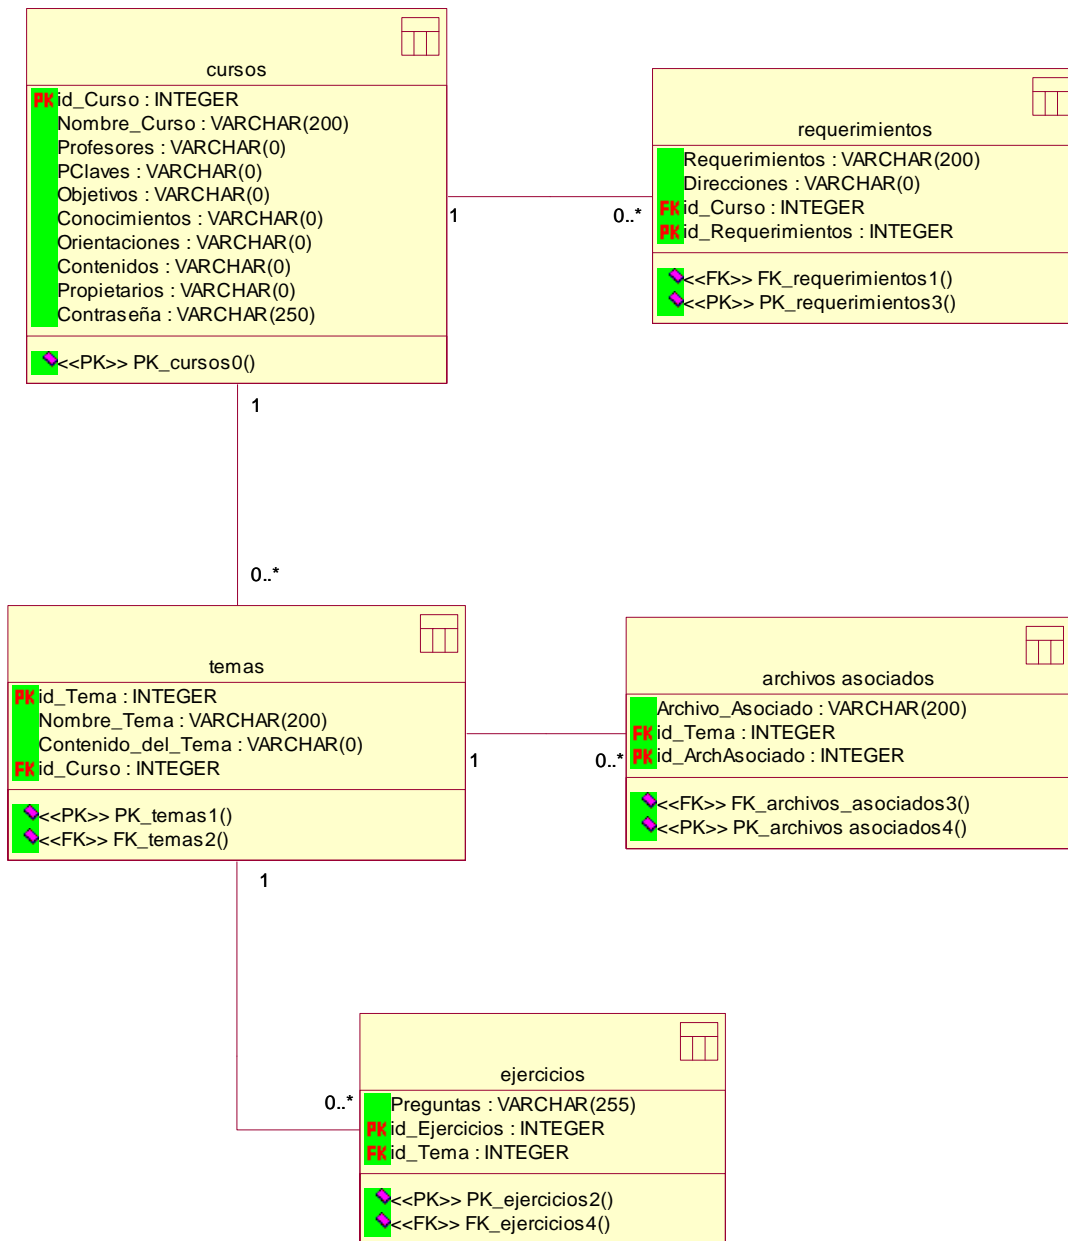 cursos
PK id_Curso : INTEGER
Nombre_Curso : VARCHAR(200)
Profesores : VARCHAR(0)
PClaves : VARCHAR(0)
Objetivos : VARCHAR(0)
Conocimientos : VARCHAR(0)
Orientaciones : VARCHAR(0)
Contenidos : VARCHAR(0)
Propietarios : VARCHAR(0)
Contraseña : VARCHAR(250)
<<PK>> PK_cursos0()
requerimientos
Requerimientos : VARCHAR(200)
Direcciones : VARCHAR(0)
FK id_Curso : INTEGER
PK id_Requerimientos : INTEGER
<<FK>> FK_requerimientos1()
<<PK>> PK_requerimientos3()
1
0..*
1
0..*
temas
PK id_Tema : INTEGER
Nombre_Tema : VARCHAR(200)
Contenido_del_Tema : VARCHAR(0)
FK id_Curso : INTEGER
<<PK>> PK_temas1()
<<FK>> FK_temas2()
archivos asociados
Archivo_Asociado : VARCHAR(200)
FK id_Tema : INTEGER
PK id_ArchAsociado : INTEGER
<<FK>> FK_archivos_asociados3()
<<PK>> PK_archivos asociados4()
1
0..*
1
0..*
ejercicios
Preguntas : VARCHAR(255)
PK id_Ejercicios : INTEGER
FK id_Tema : INTEGER
<<PK>> PK_ejercicios2()
<<FK>> FK_ejercicios4()